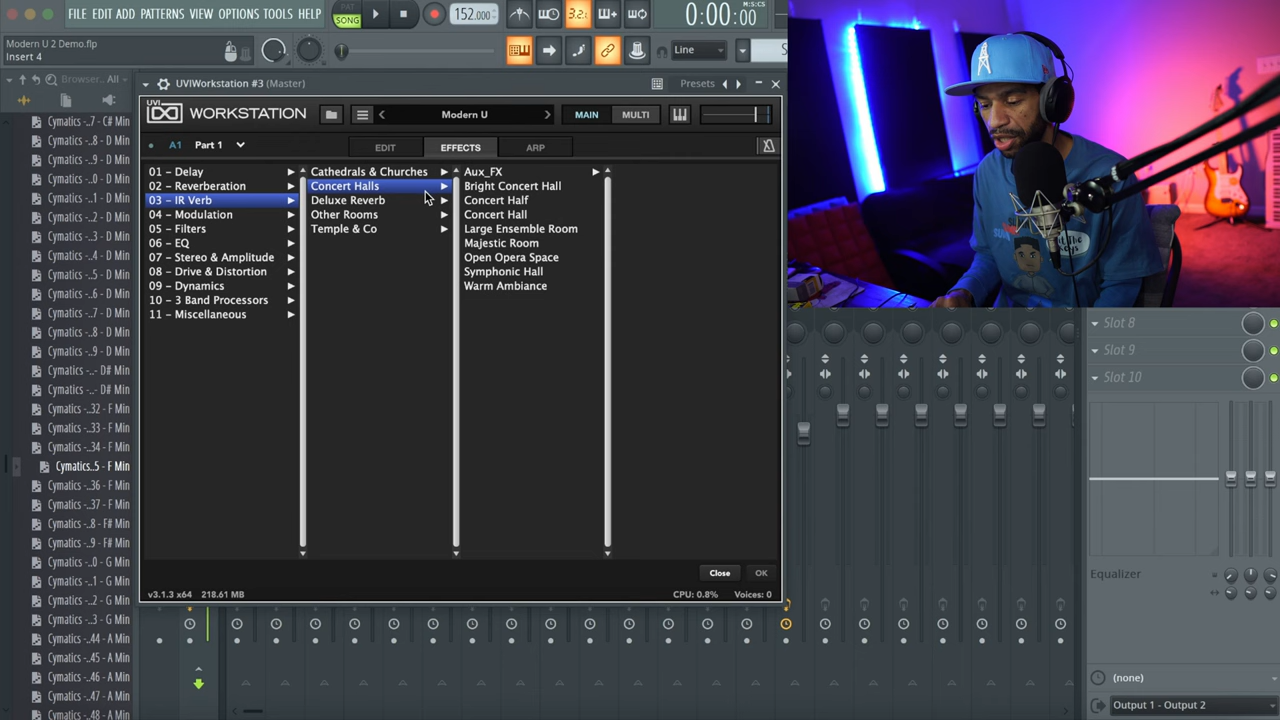 FILE EDIT ADD PATTERNS VIEW OPTIONS TOOLS HELP
PAT
SONG
152.000
3.2:
0:00:00
M:S:CS
Modern U 2 Demo.flp
Insert 4
Line
Browser.. All
UVIWorkstation #3 (Master)
Presets
UVI
WORKSTATION
Modern U
MAIN
MULTI
A1 Part 1
EDIT
EFFECTS
ARP
01 – Delay
02 – Reverberation
03 – IR Verb
04 – Modulation
05 – Filters
06 – EQ
07 – Stereo & Amplitude
08 – Drive & Distortion
09 – Dynamics
10 – 3 Band Processors
11 – Miscellaneous
Cathedrals & Churches
Concert Halls
Deluxe Reverb
Other Rooms
Temple & Co
Aux_FX
Bright Concert Hall
Concert Half
Concert Hall
Large Ensemble Room
Majestic Room
Open Opera Space
Symphonic Hall
Warm Ambiance
Close
OK
v3.1.3 x64 218.61 MB
CPU: 0.8% Voices: 0
Cymatics -..7 - C# Min
Cymatics -..8 - D Min
Cymatics -..9 - D Min
Cymatics -..0 - D Min
Cymatics -..1 - D Min
Cymatics -..2 - D Min
Cymatics -..3 - D Min
Cymatics -..4 - D Min
Cymatics -..5 - D Min
Cymatics -..6 - D Min
Cymatics -..7 - D Min
Cymatics -..8 - D Min
Cymatics -..9 - D Min
Cymatics -..- D# Min
Cymatics -..- D# Min
Cymatics -..32 - F Min
Cymatics -..33 - F Min
Cymatics -..34 - F Min
Cymatics..5 - F Min
Cymatics -..36 - F Min
Cymatics -..37 - F Min
Cymatics -..8 - F# Min
Cymatics -..9 - F# Min
Cymatics -..0 - G Min
Cymatics -..1 - G Min
Cymatics -..2 - G Min
Cymatics -..3 - G Min
Cymatics -..44 - A Min
Cymatics -..45 - A Min
Cymatics -..46 - A Min
Cymatics -..47 - A Min
Cymatics -..48 - A Min
Slot 8
Slot 9
Slot 10
Equalizer
(none)
Output 1 - Output 2